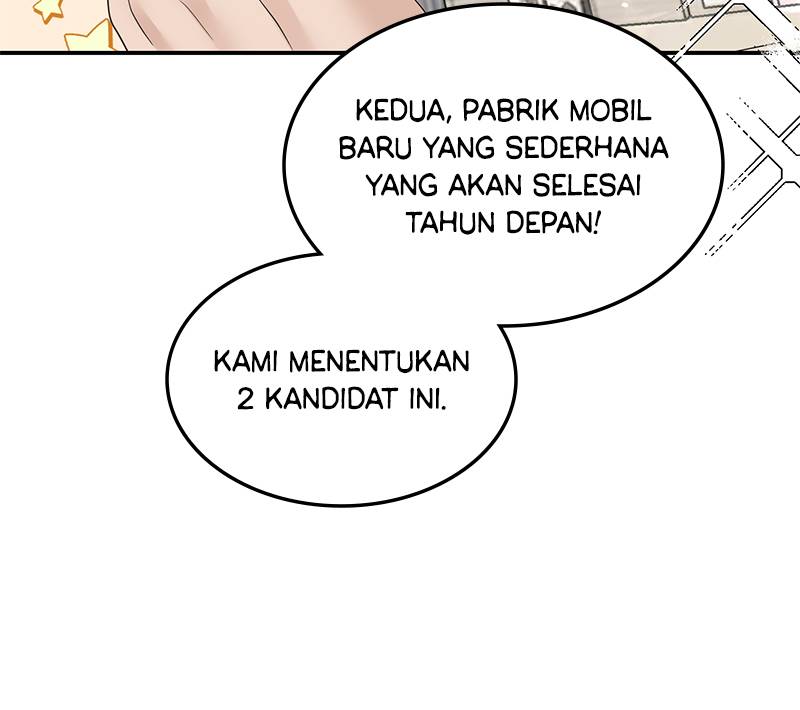 KEDUA, PABRIK MOBIL
BARU YANG SEDERHANA
YANG AKAN SELESAI
TAHUN DEPAN!
KAMI MENENTUKAN
2 KANDIDAT INI.